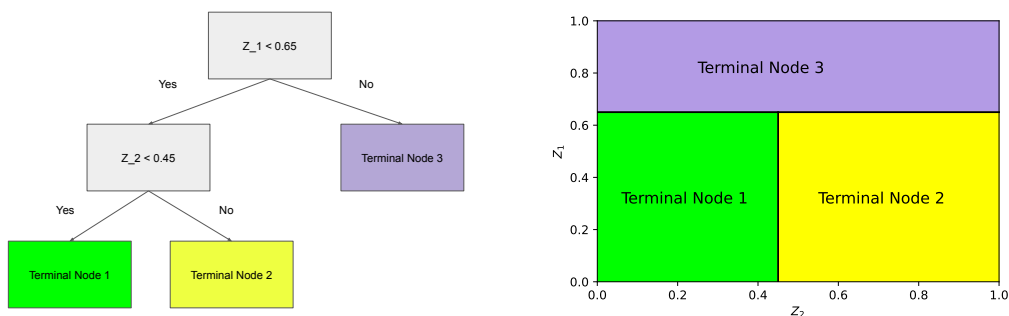 Z_1 < 0.65
Yes
No
Z_2 < 0.45
Terminal Node 3
Yes
No
Terminal Node 1
Terminal Node 2
1.0
0.8
0.6
0.4
0.2
0.0
Z₁
Terminal Node 3
Terminal Node 1
Terminal Node 2
0.0 0.2 0.4 0.6 0.8 1.0
Z₂